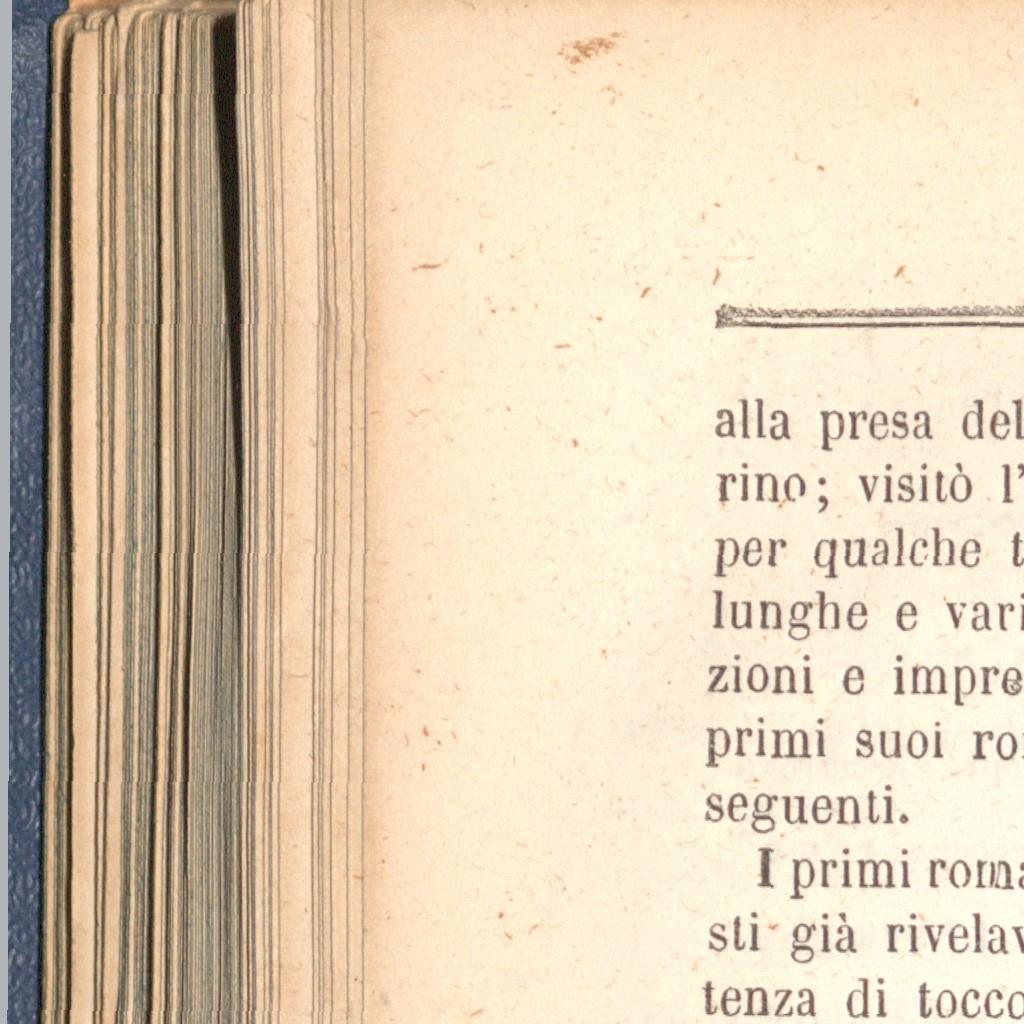 alla presa del
rino; visitò l'
per qualche t
lunghe e vari
zioni e impre
primi suoi ro
seguenti.
I primi roma
sti già rivelav
tenza di tocco